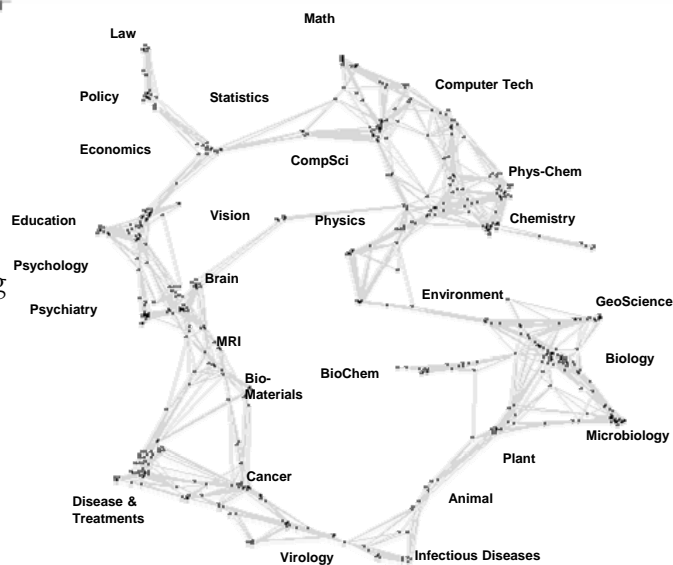 Math
Law
Computer Tech
Policy
Statistics
Economics
CompSci
Phys-Chem
Education
Vision
Physics
Chemistry
Psychology
Brain
g
Environment
GeoScience
Psychiatry
MRI
Biology
BioChem
Bio-
Materials
Microbiology
Plant
Cancer
Animal
Disease &
Treatments
Virology
Infectious Diseases